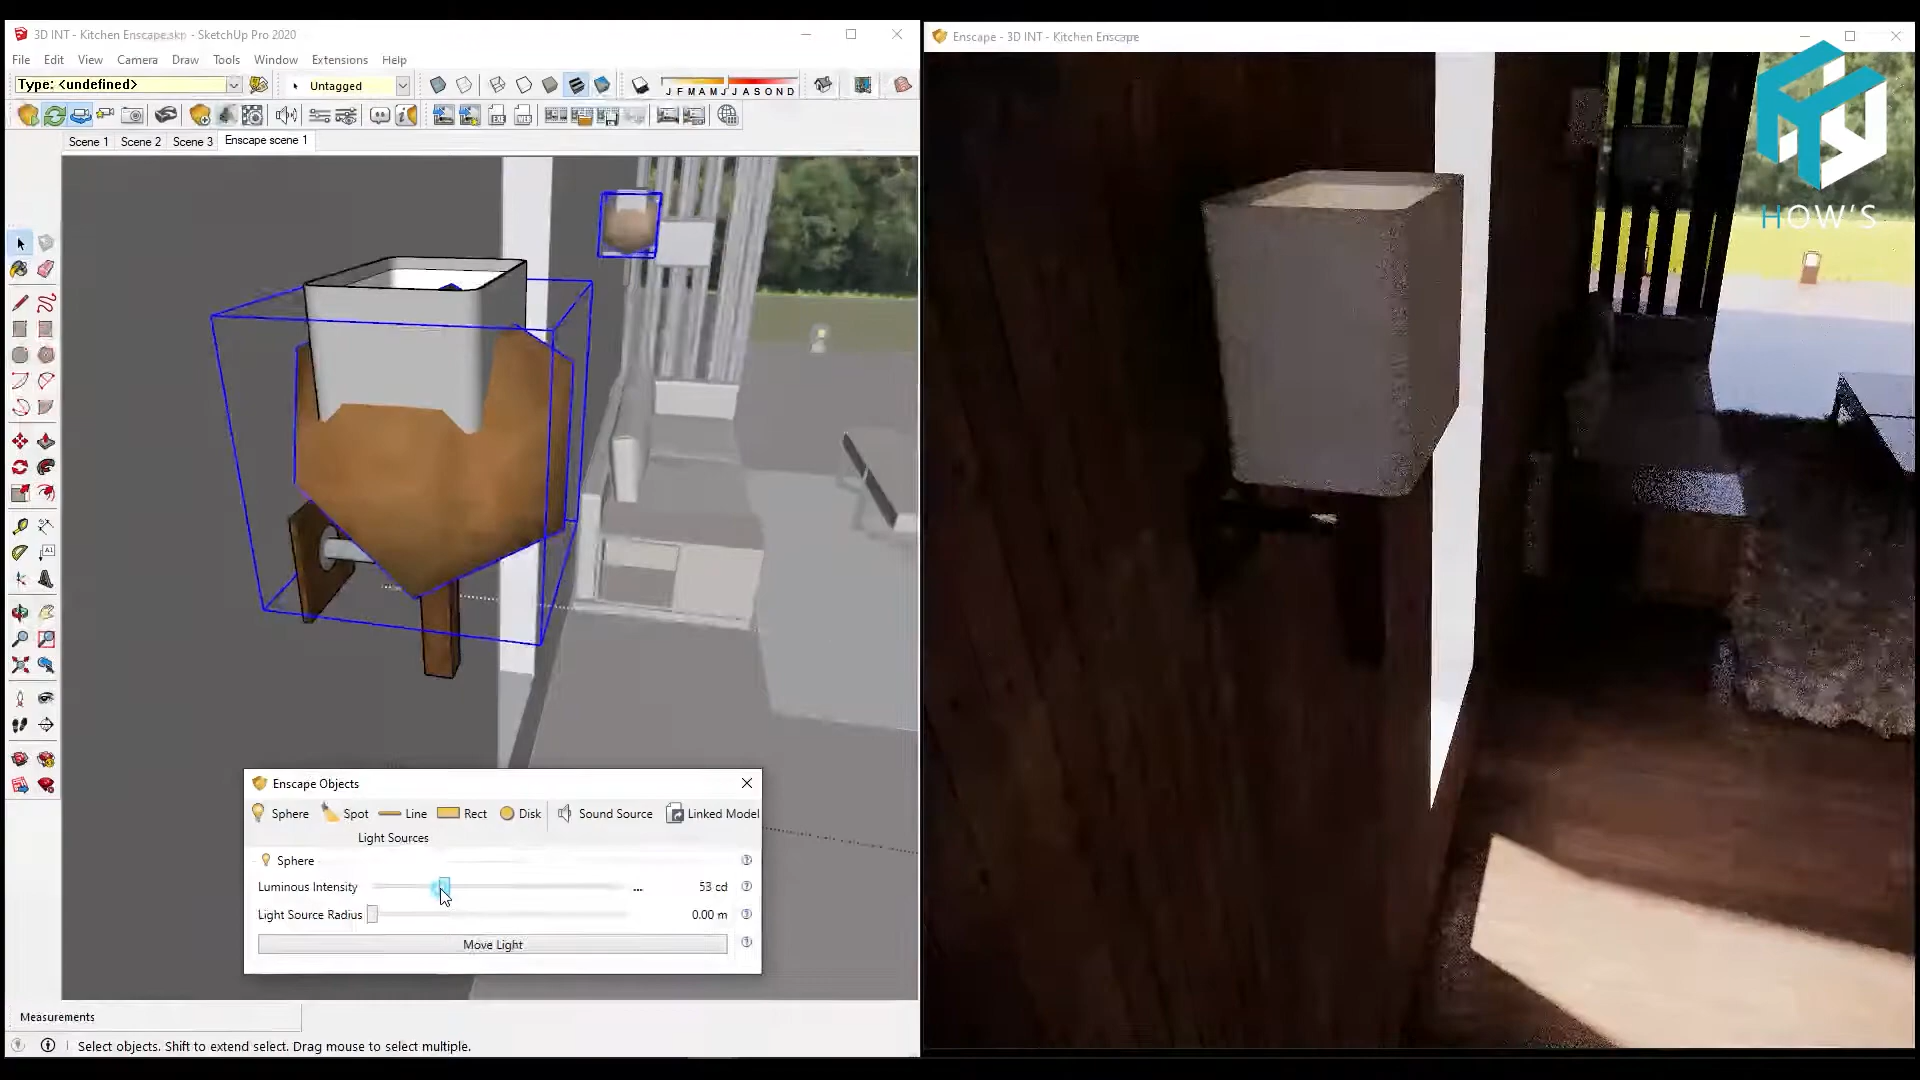 3D INT - Kitchen Enscape.skp - SketchUp Pro 2020
File Edit View Camera Draw Tools Window Extensions Help
Type: <undefined>
Untagged
J F M A M J J A S O N D
Scene 1 Scene 2 Scene 3 Enscape scene 1
Enscape Objects
Sphere Spot Line Rect Disk Sound Source Linked Model
Light Sources
Sphere
Luminous Intensity ... 53 cd
Light Source Radius 0.00 m
Move Light
Measurements
Select objects. Shift to extend select. Drag mouse to select multiple.
Enscape - 3D INT - Kitchen Enscape
HOW'S